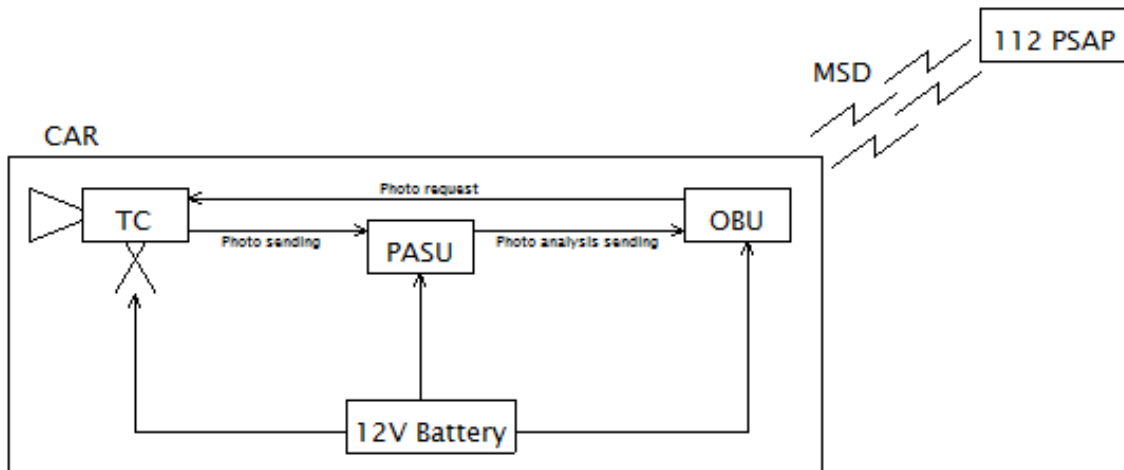 112 PSAP
MSD
CAR
Photo request
TC
OBU
Photo sending
PASU
Photo analysis sending
12V Battery